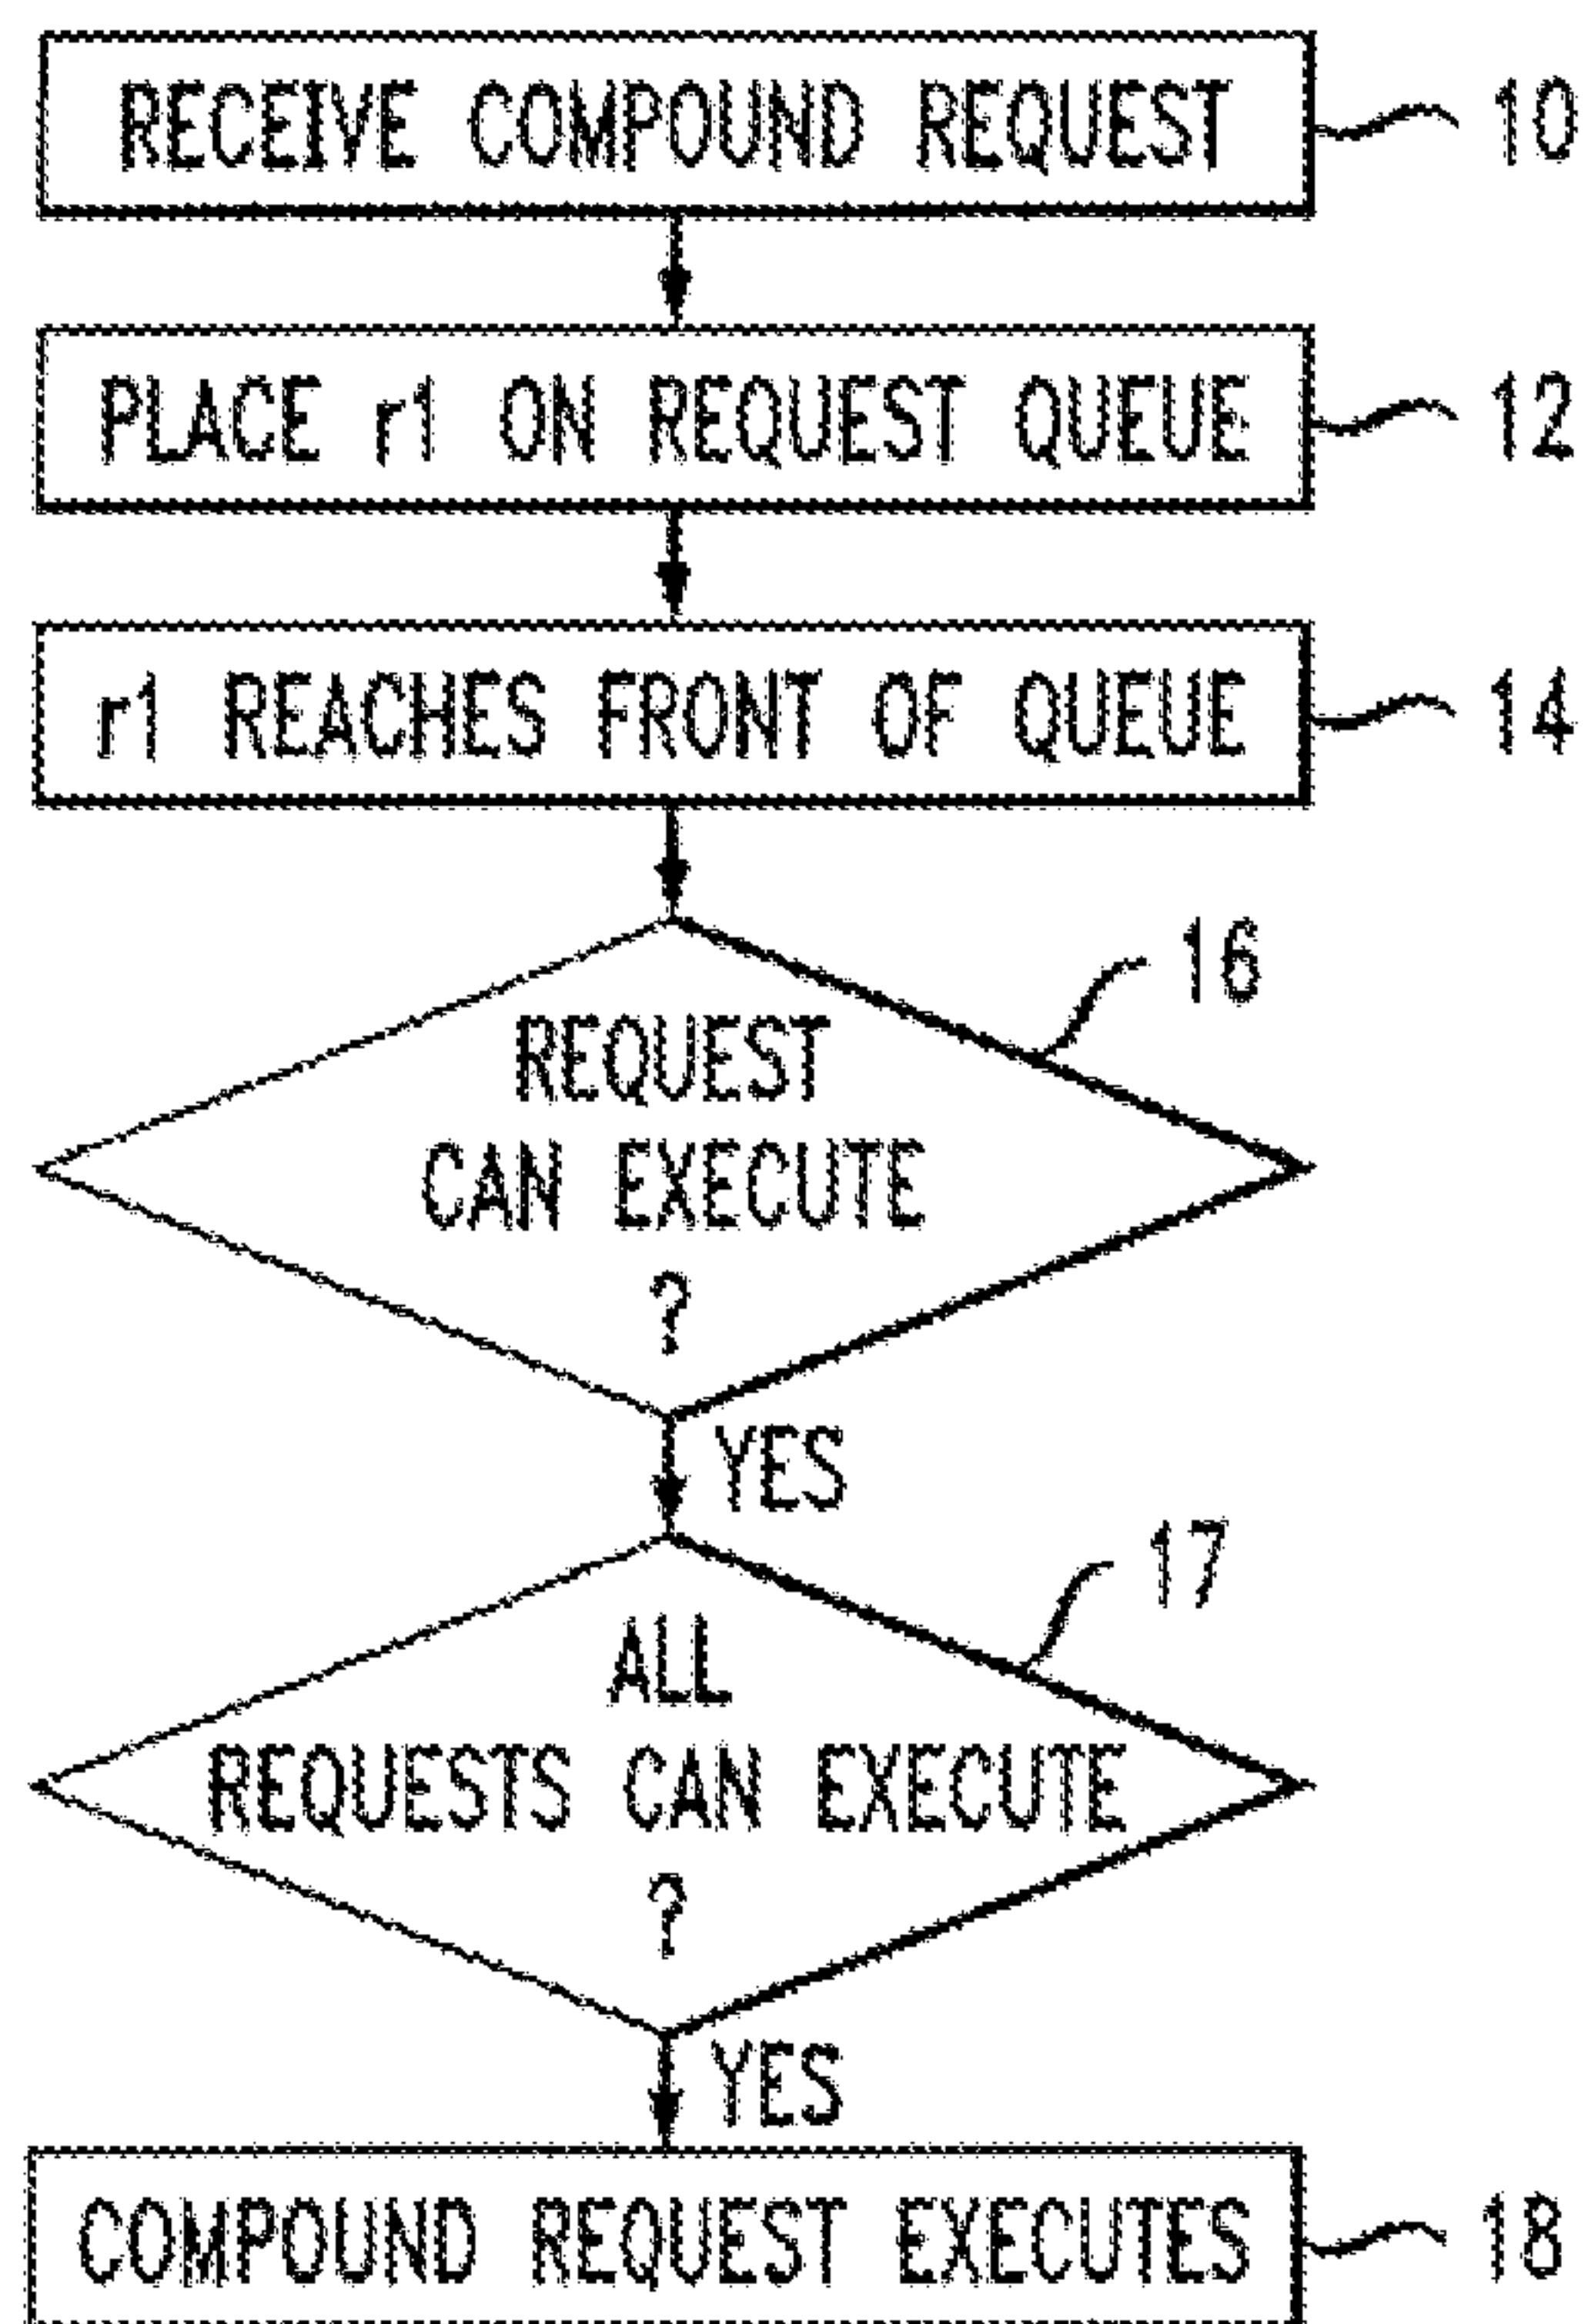 RECEIVE COMPOUND REQUEST 10
PLACE r1 ON REQUEST QUEUE 12
r1 REACHES FRONT OF QUEUE 14
16
REQUEST
CAN EXECUTE
?
YES
17
ALL
REQUESTS CAN EXECUTE
?
YES
COMPOUND REQUEST EXECUTES 18